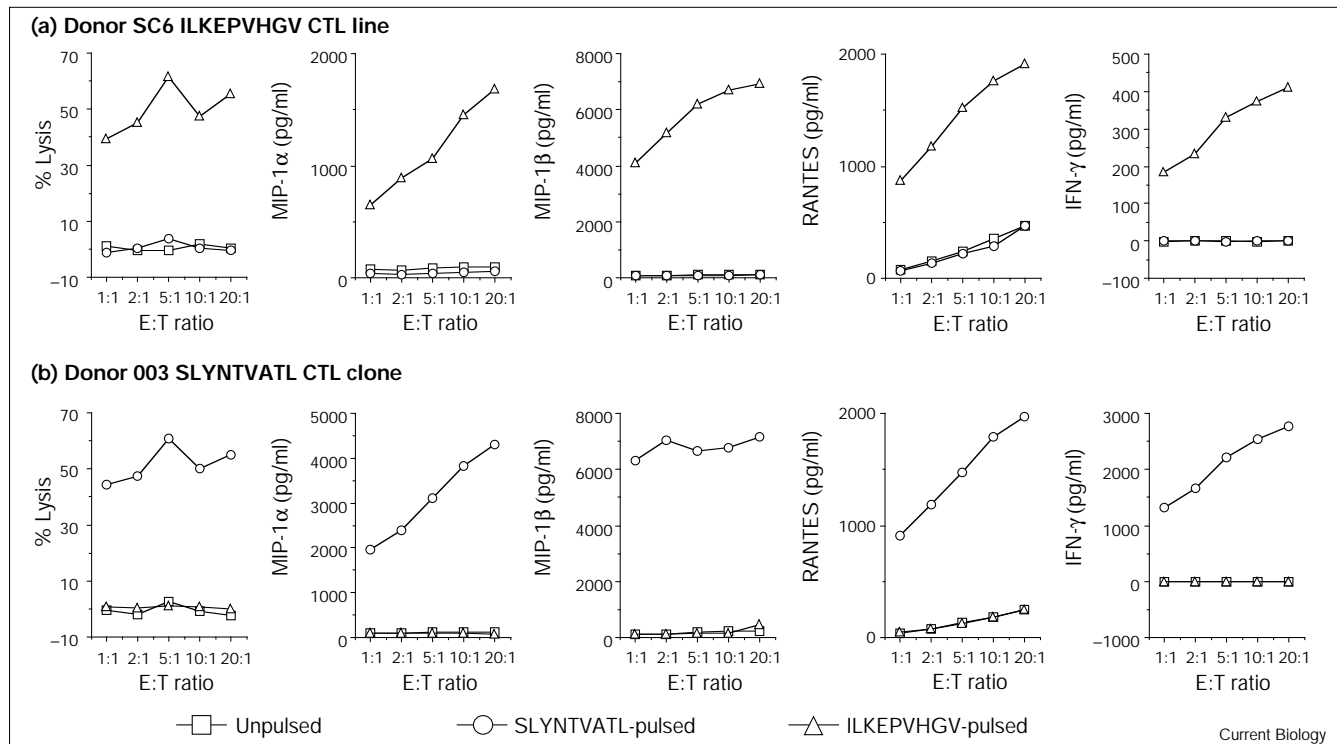 (a) Donor SC6 ILKEPVHGV CTL line
% Lysis
70
50
30
10
−10
1:1 2:1 5:1 10:1 20:1
E:T ratio
MIP-1α (pg/ml)
2000
1000
0
1:1 2:1 5:1 10:1 20:1
E:T ratio
MIP-1β (pg/ml)
8000
6000
4000
2000
0
1:1 2:1 5:1 10:1 20:1
E:T ratio
RANTES (pg/ml)
2000
1000
0
1:1 2:1 5:1 10:1 20:1
E:T ratio
IFN-γ (pg/ml)
500
400
300
200
100
0
−100
1:1 2:1 5:1 10:1 20:1
E:T ratio
(b) Donor 003 SLYNTVATL CTL clone
% Lysis
70
50
30
10
−10
1:1 2:1 5:1 10:1 20:1
E:T ratio
MIP-1α (pg/ml)
5000
4000
3000
2000
1000
0
1:1 2:1 5:1 10:1 20:1
E:T ratio
MIP-1β (pg/ml)
8000
6000
4000
2000
0
1:1 2:1 5:1 10:1 20:1
E:T ratio
RANTES (pg/ml)
2000
1000
0
1:1 2:1 5:1 10:1 20:1
E:T ratio
IFN-γ (pg/ml)
3000
2000
1000
0
−1000
1:1 2:1 5:1 10:1 20:1
E:T ratio
Unpulsed SLYNTVATL-pulsed ILKEPVHGV-pulsed
Current Biology